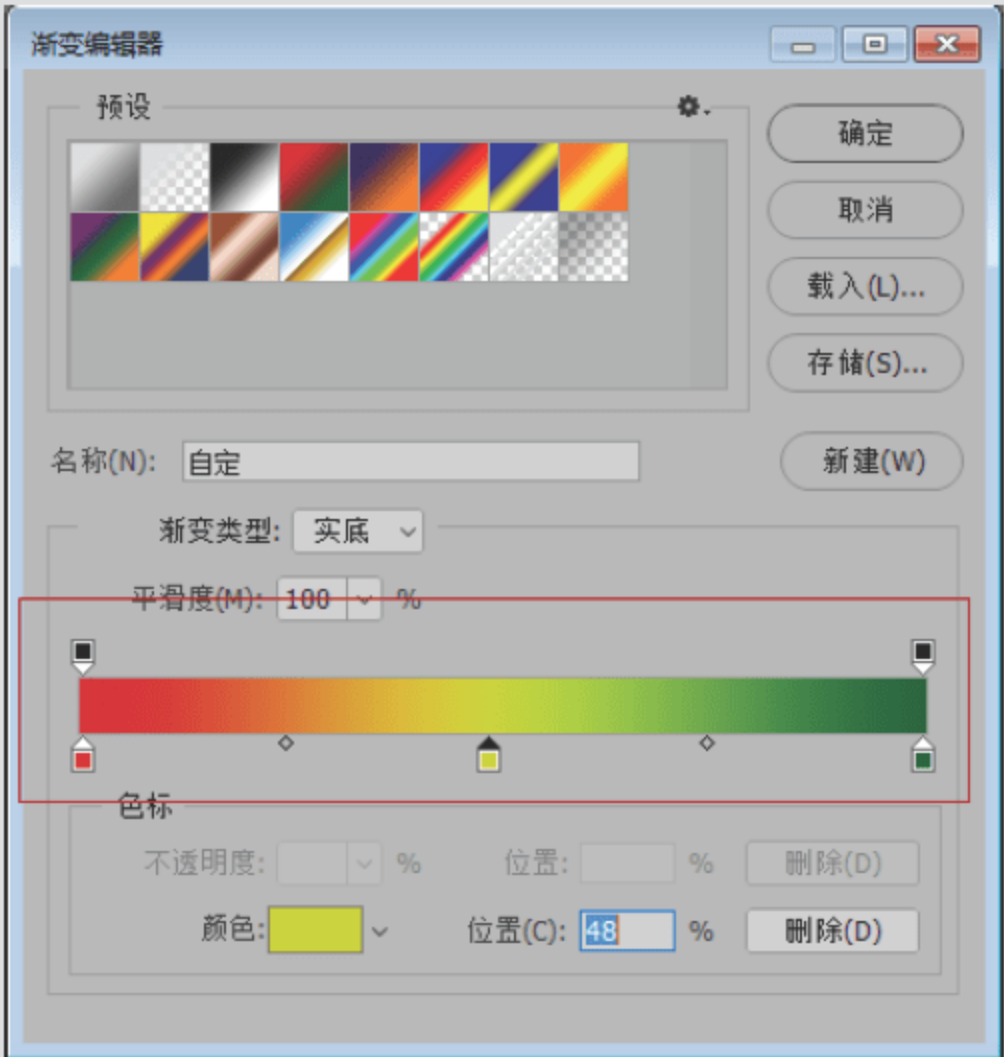 渐变编辑器
预设
确定
取消
载入(L)...
存储(S)...
名称(N): 自定
新建(W)
渐变类型: 实底
平滑度(M): 100 %
色标
不透明度: % 位置: % 删除(D)
颜色: 位置(C): 48 % 删除(D)